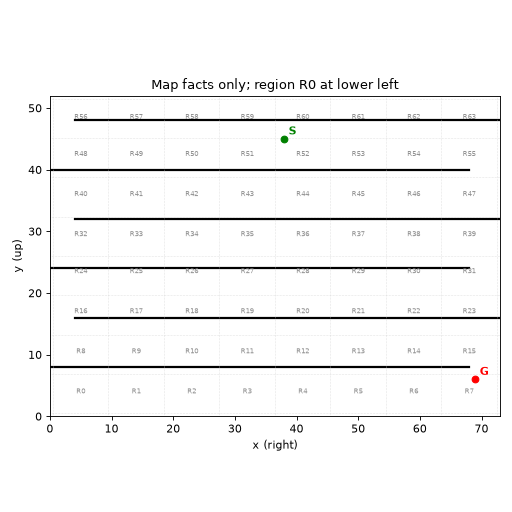 Map facts only; region R0 at lower left
50
40
30
20
10
0
y (up)
R56 R57 R58 R59 R60 R61 R62 R63
S
R48 R49 R50 R51 R52 R53 R54 R55
R40 R41 R42 R43 R44 R45 R46 R47
R32 R33 R34 R35 R36 R37 R38 R39
R24 R25 R26 R27 R28 R29 R30 R31
R16 R17 R18 R19 R20 R21 R22 R23
R8 R9 R10 R11 R12 R13 R14 R15
G
R0 R1 R2 R3 R4 R5 R6 R7
0 10 20 30 40 50 60 70
x (right)